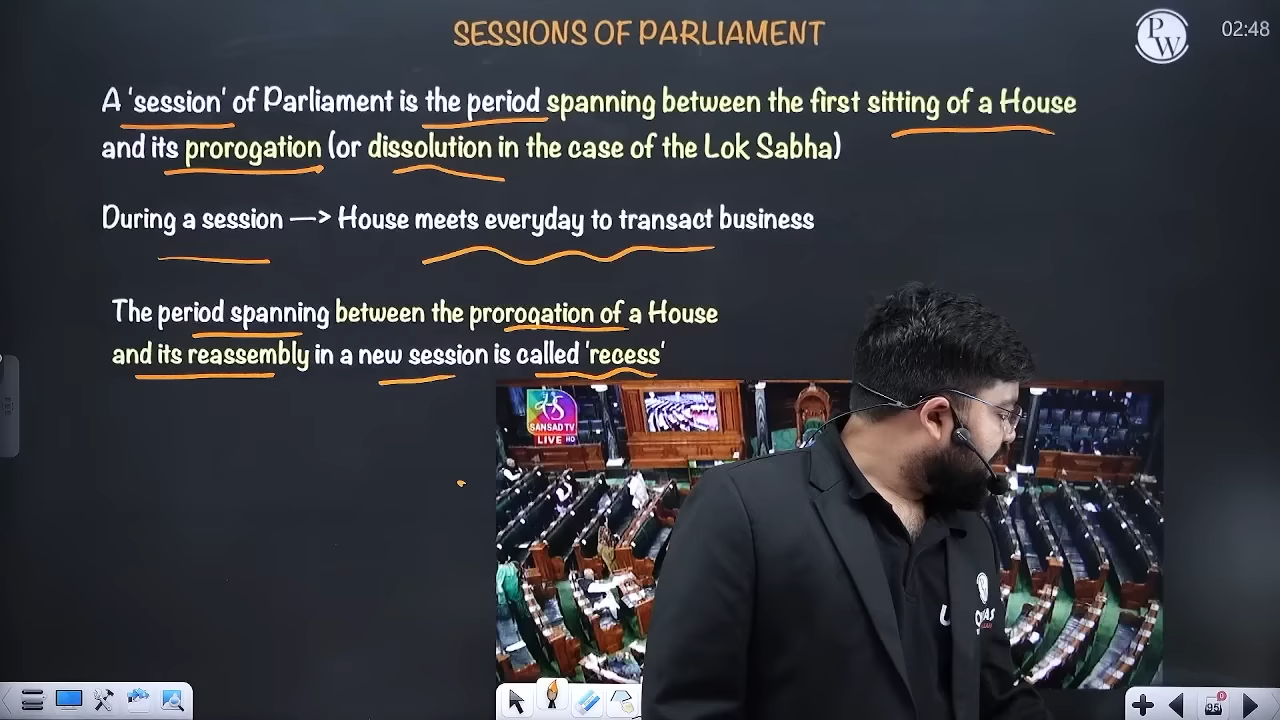 SESSIONS OF PARLIAMENT
PW
02:48
A 'session' of Parliament is the period spanning between the first sitting of a House
and its prorogation (or dissolution in the case of the Lok Sabha)
During a session —> House meets everyday to transact business
The period spanning between the prorogation of a House
and its reassembly in a new session is called 'recess'
SANSAD TV
LIVE HD
95
0